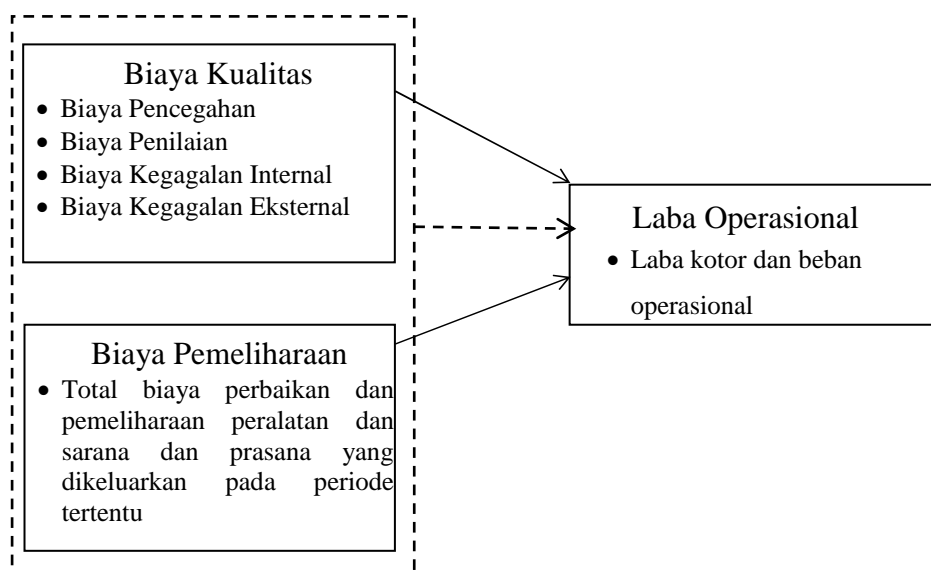 Biaya Kualitas
• Biaya Pencegahan
• Biaya Penilaian
• Biaya Kegagalan Internal
• Biaya Kegagalan Eksternal
Laba Operasional
• Laba kotor dan beban
operasional
Biaya Pemeliharaan
• Total biaya perbaikan dan
pemeliharaan peralatan dan
sarana dan prasana yang
dikeluarkan pada periode
tertentu